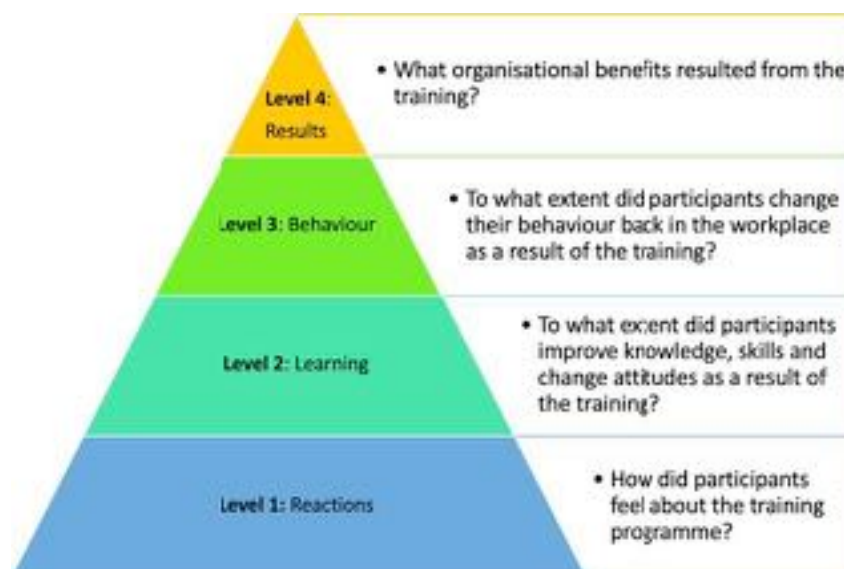 • What organisational benefits resulted from the
training?
Level 4:
Results
• To what extent did participants change
their behaviour back in the workplace
as a result of the training?
Level 3: Behaviour
• To what extent did participants
improve knowledge, skills and
change attitudes as a result of
the training?
Level 2: Learning
• How did participants
feel about the training
programme?
Level 1: Reactions